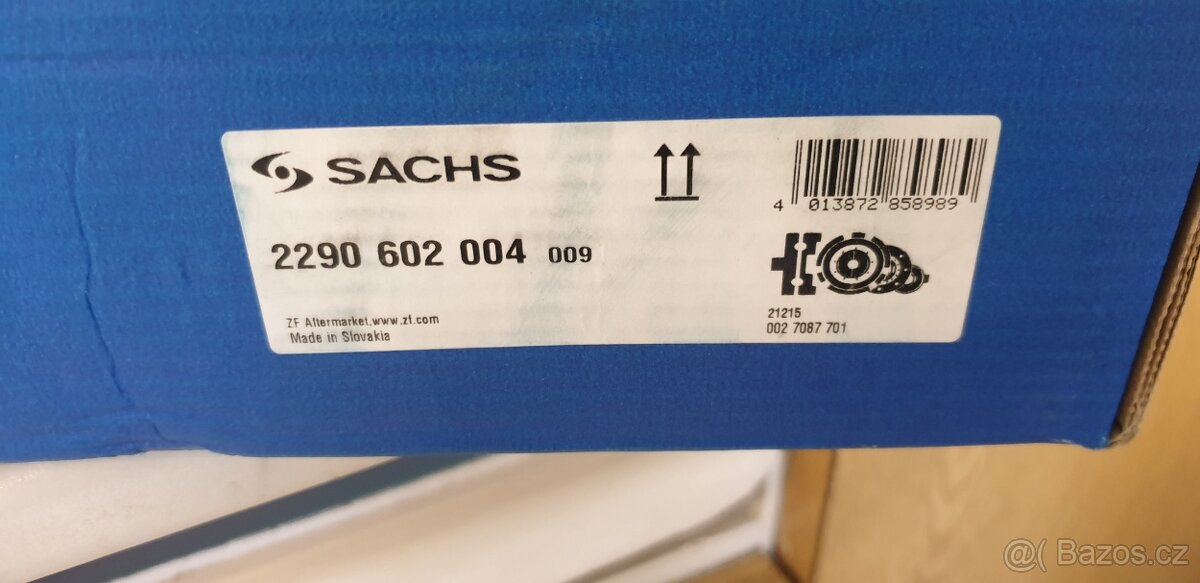 SACHS
4 013872 858989
2290 602 004 009
ZF Aftermarket.www.zf.com
Made in Slovakia
21215
002 7087 701
@( Bazos.cz